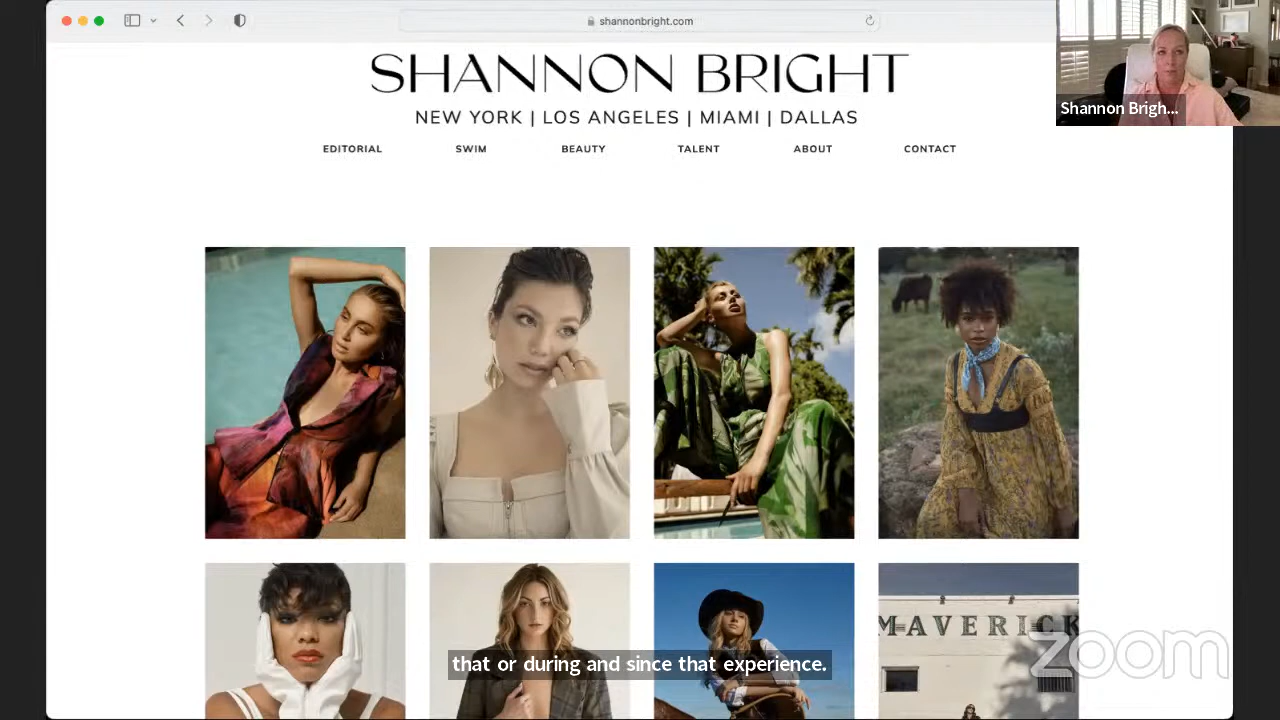 shannonbright.com
SHANNON BRIGHT
NEW YORK | LOS ANGELES | MIAMI | DALLAS
EDITORIAL SWIM BEAUTY TALENT ABOUT CONTACT
Shannon Brigh...
MAVERICK
zoom
that or during and since that experience.